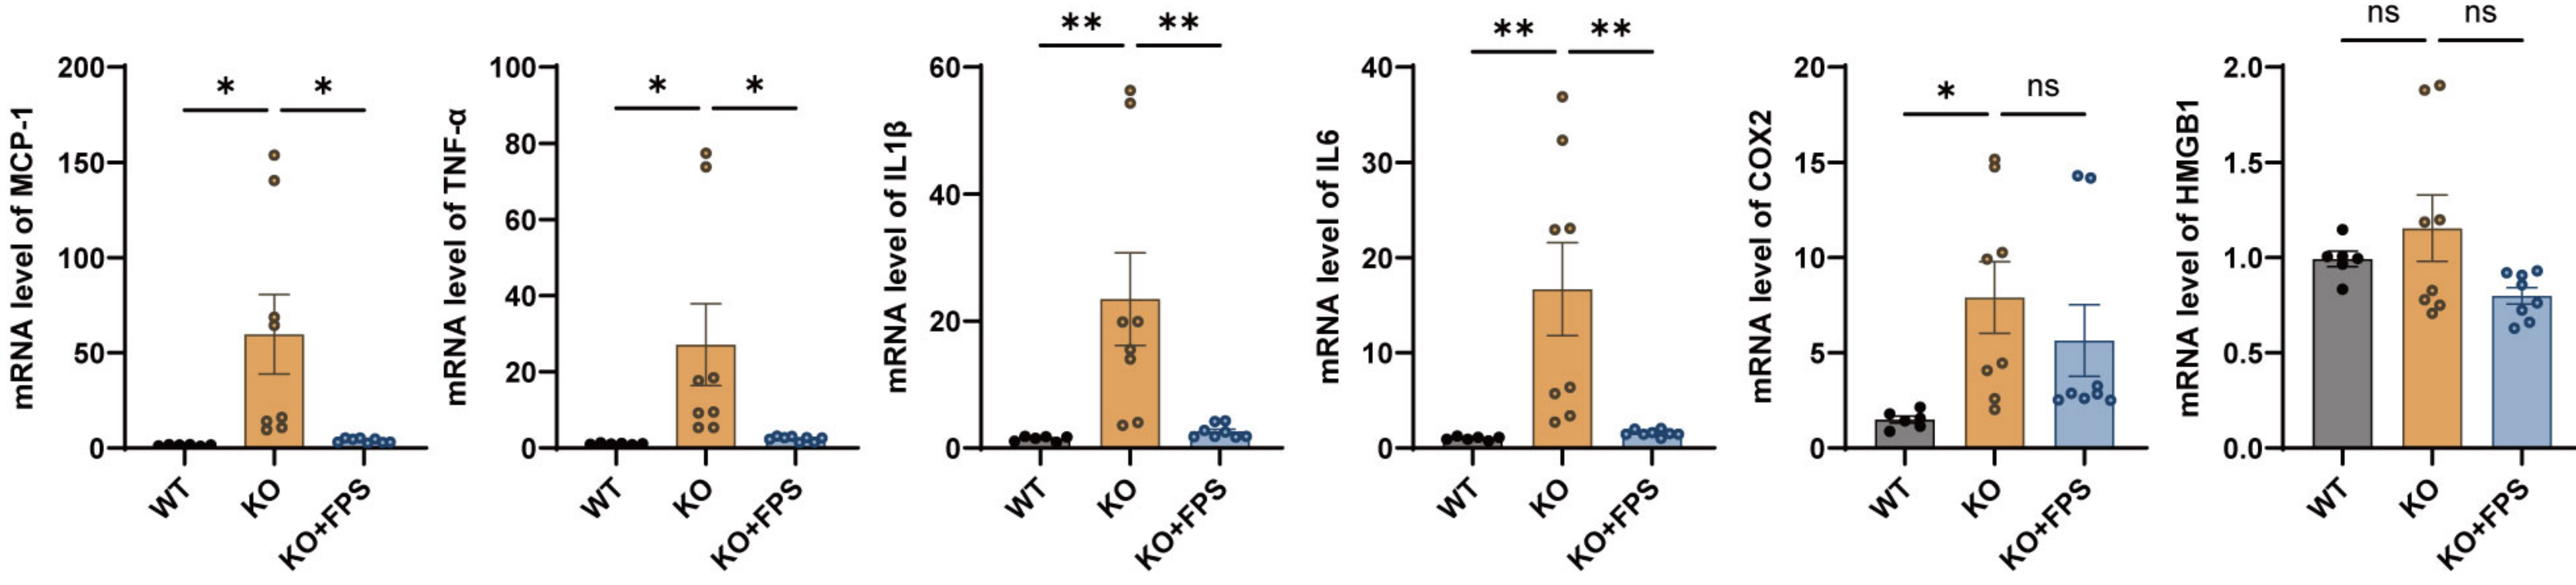 mRNA level of MCP-1
200
150
100
50
0
* *
WT KO KO+FPS
mRNA level of TNF-α
100
80
60
40
20
0
* *
WT KO KO+FPS
mRNA level of IL1β
60
40
20
0
** **
WT KO KO+FPS
mRNA level of IL6
40
30
20
10
0
** **
WT KO KO+FPS
mRNA level of COX2
20
15
10
5
0
* ns
WT KO KO+FPS
mRNA level of HMGB1
2.0
1.5
1.0
0.5
0.0
ns ns
WT KO KO+FPS